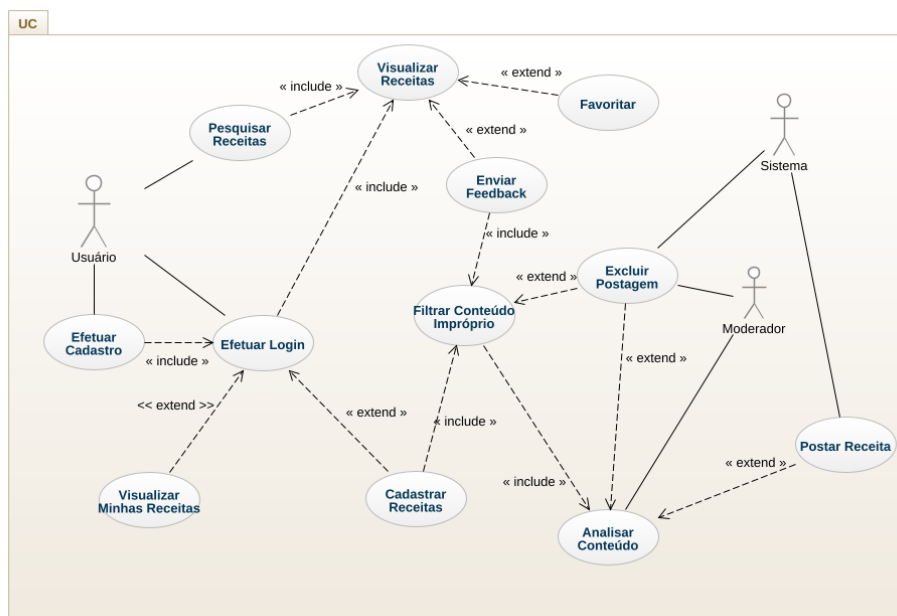 UC
Visualizar
Receitas
« extend »
« include »
Favoritar
Pesquisar
Receitas
« extend »
Sistema
Enviar
Feedback
« include »
Usuário
« include »
Excluir
Postagem
« extend »
Filtrar Conteúdo
Impróprio
Moderador
Efetuar
Cadastro
« include »
Efetuar Login
« extend »
<< extend >>
« extend »
« include »
Postar Receita
« extend »
« include »
Visualizar
Minhas Receitas
Cadastrar
Receitas
Analisar
Conteúdo